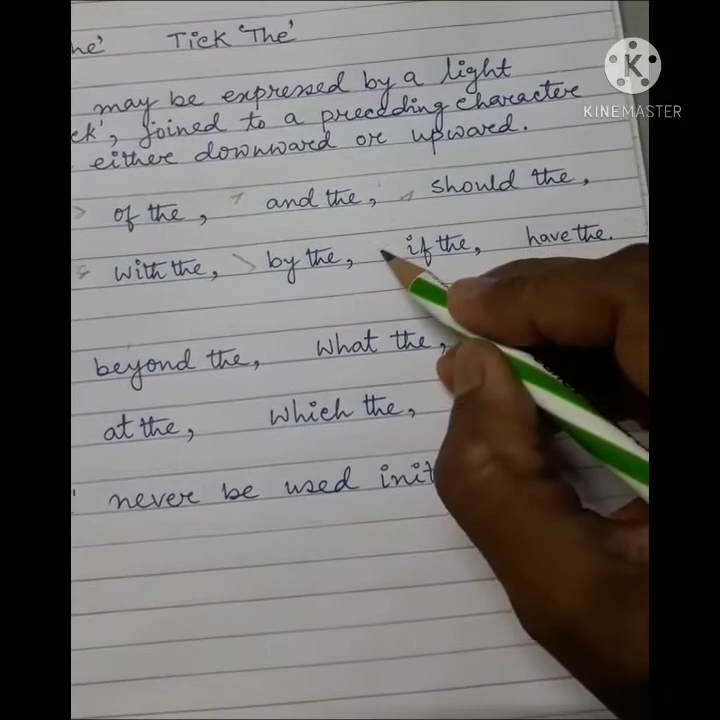 Tick 'The'
may be expressed by a light
joined to a preceding character
either downward or upward.
of the, and the, should the,
with the, by the, if the, have the.
beyond the, what the,
at the, which the,
never be used
K
KINEMASTER